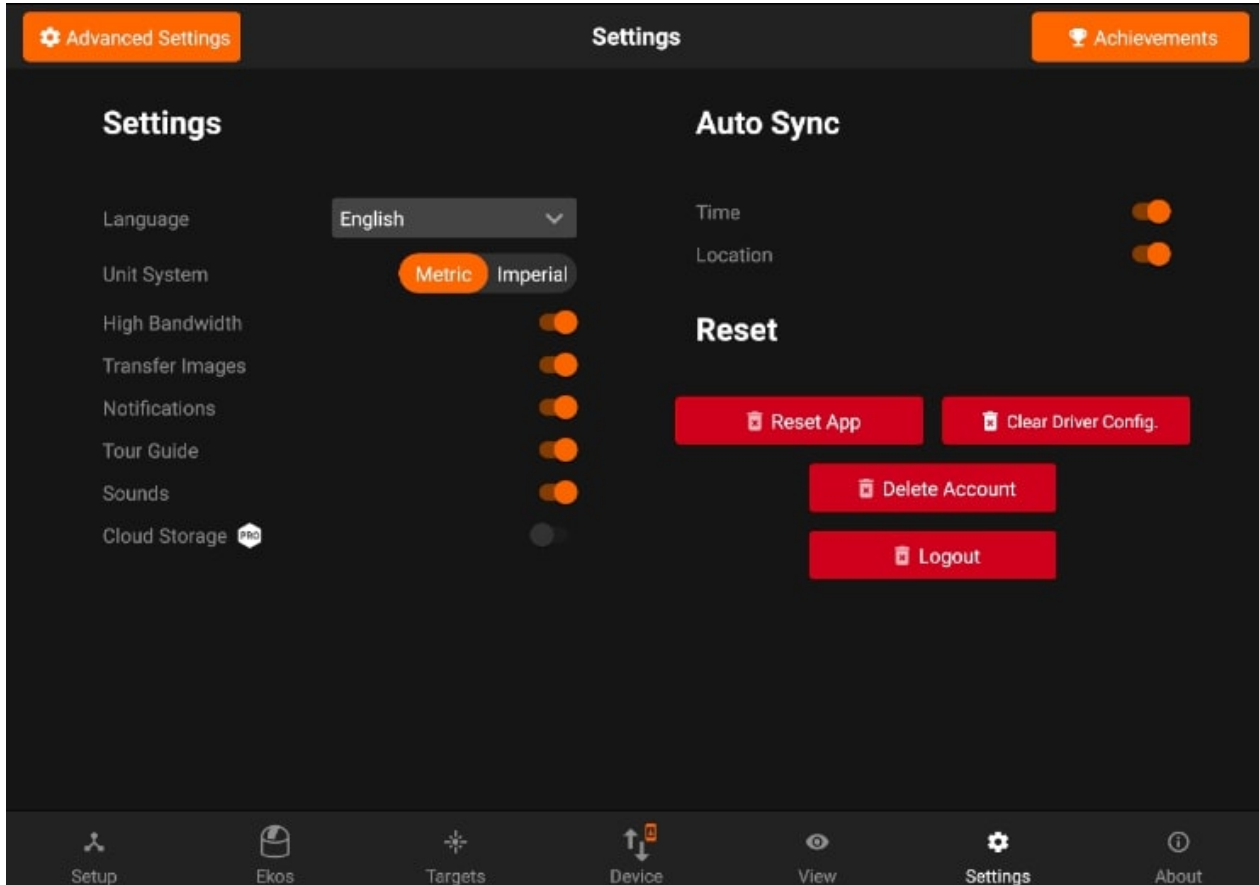 Advanced Settings
Settings
Achievements
Settings
Language English
Unit System Metric Imperial
High Bandwidth
Transfer Images
Notifications
Tour Guide
Sounds
Cloud Storage PRO
Auto Sync
Time
Location
Reset
Reset App
Clear Driver Config.
Delete Account
Logout
Setup
Ekos
Targets
Device
View
Settings
About